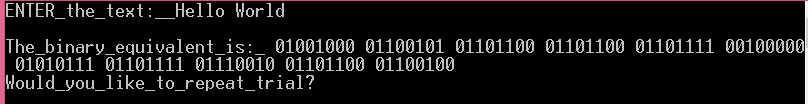 ENTER_the_text:__Hello World
The_binary_equivalent_is:_ 01001000 01100101 01101100 01101100 01101111 00100000
01010111 01101111 01110010 01101100 01100100
Would_you_like_to_repeat_trial?